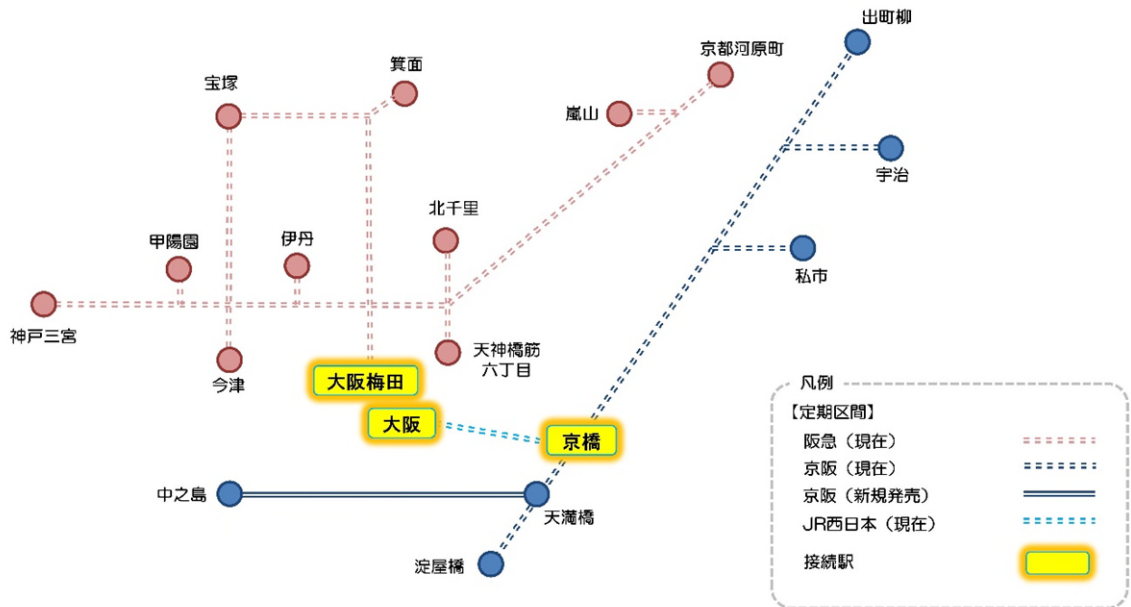 出町柳
京都河原町
箕面
宝塚
嵐山
宇治
北千里
甲陽園
伊丹
私市
神戸三宮
天神橋筋
六丁目
今津
大阪梅田
大阪
京橋
中之島
天満橋
淀屋橋
凡例
【定期区間】
阪急（現在）
京阪（現在）
京阪（新規発売）
JR西日本（現在）
接続駅